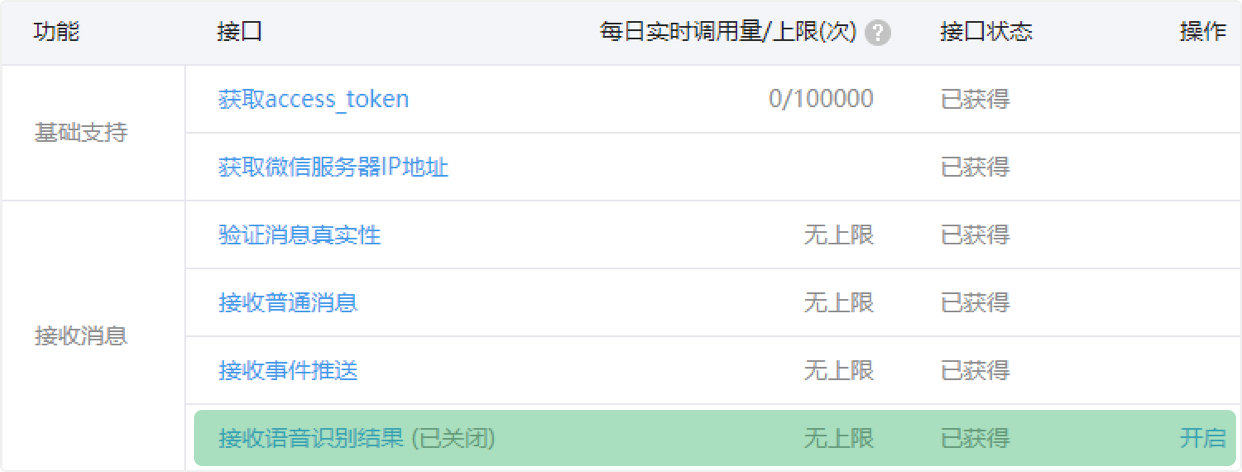 功能 接口 每日实时调用量/上限(次) ? 接口状态 操作
基础支持
获取access_token 0/100000 已获得
获取微信服务器IP地址 已获得
接收消息
验证消息真实性 无上限 已获得
接收普通消息 无上限 已获得
接收事件推送 无上限 已获得
接收语音识别结果 (已关闭) 无上限 已获得 开启